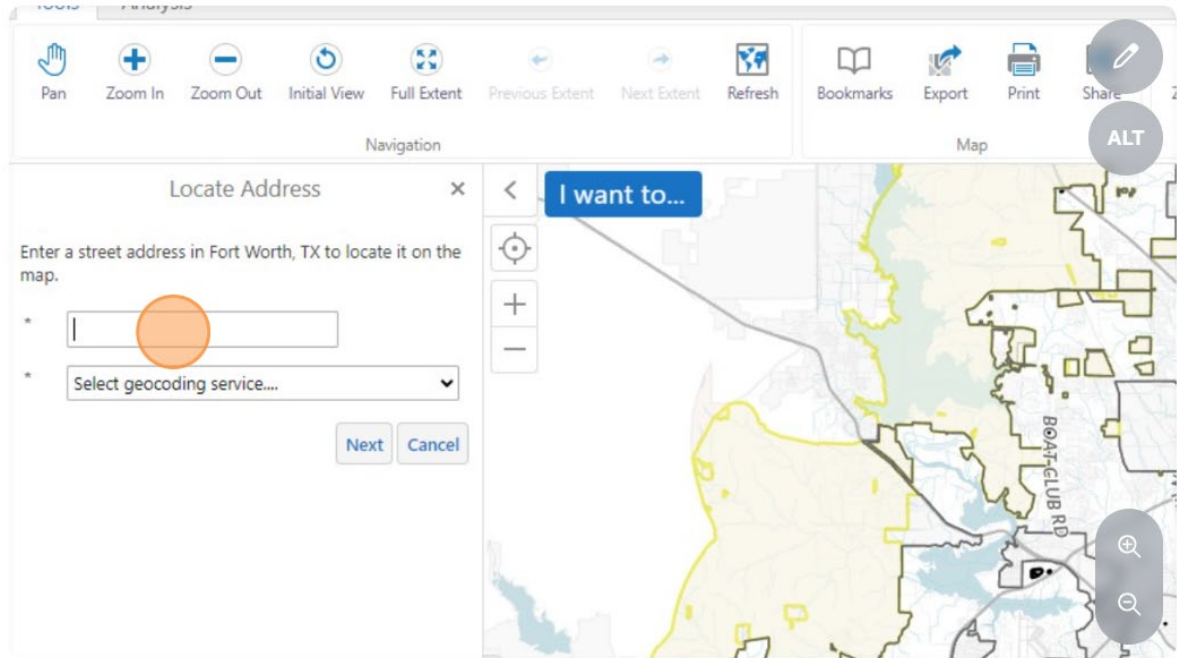 Tools Analysis
Pan Zoom In Zoom Out Initial View Full Extent Previous Extent Next Extent Refresh Bookmarks Export Print Share
Navigation Map
ALT
Locate Address
I want to...
Enter a street address in Fort Worth, TX to locate it on the
map.
*
* Select geocoding service....
Next Cancel
BOAT CLUB RD